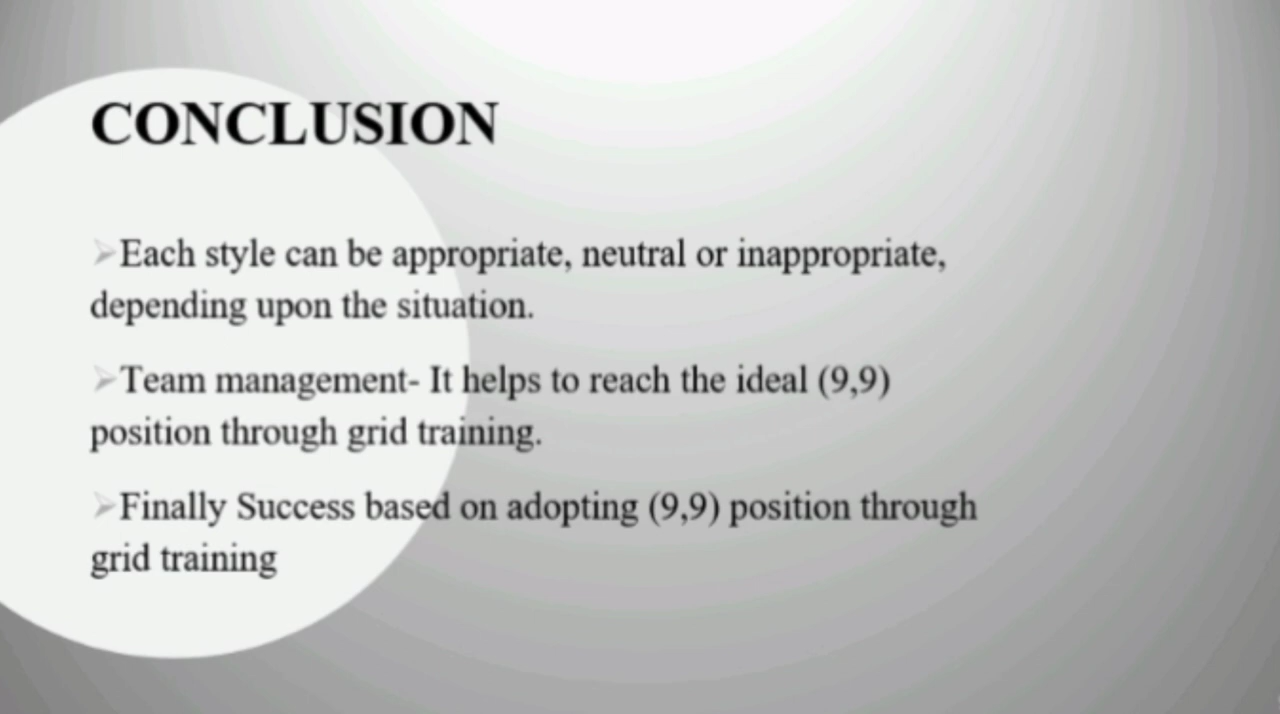 CONCLUSION
➢Each style can be appropriate, neutral or inappropriate,
depending upon the situation.
➢Team management- It helps to reach the ideal (9,9)
position through grid training.
➢Finally Success based on adopting (9,9) position through
grid training